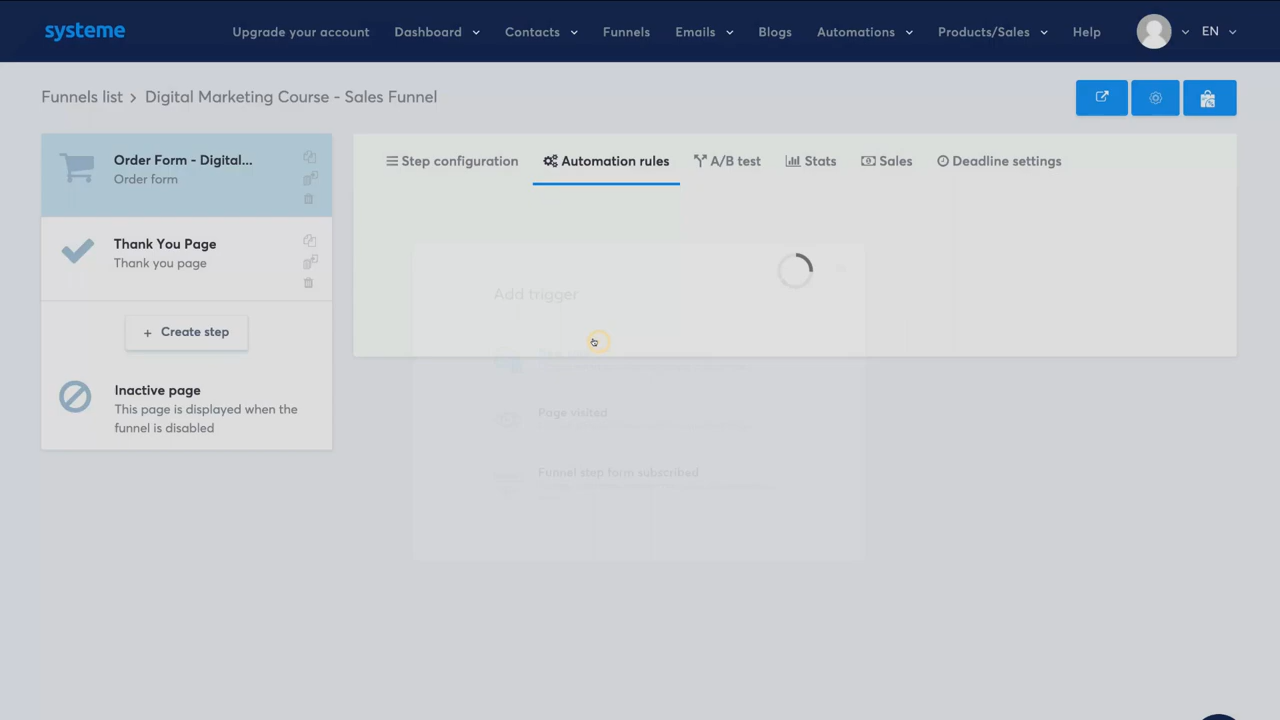 systeme
Upgrade your account
Dashboard
Contacts
Funnels
Emails
Blogs
Automations
Products/Sales
Help
EN
Funnels list > Digital Marketing Course - Sales Funnel
Order Form - Digital...
Order form
Thank You Page
Thank you page
+ Create step
Inactive page
This page is displayed when the
funnel is disabled
Step configuration
Automation rules
A/B test
Stats
Sales
Deadline settings
Add trigger
Page visited
Funnel step form subscribed